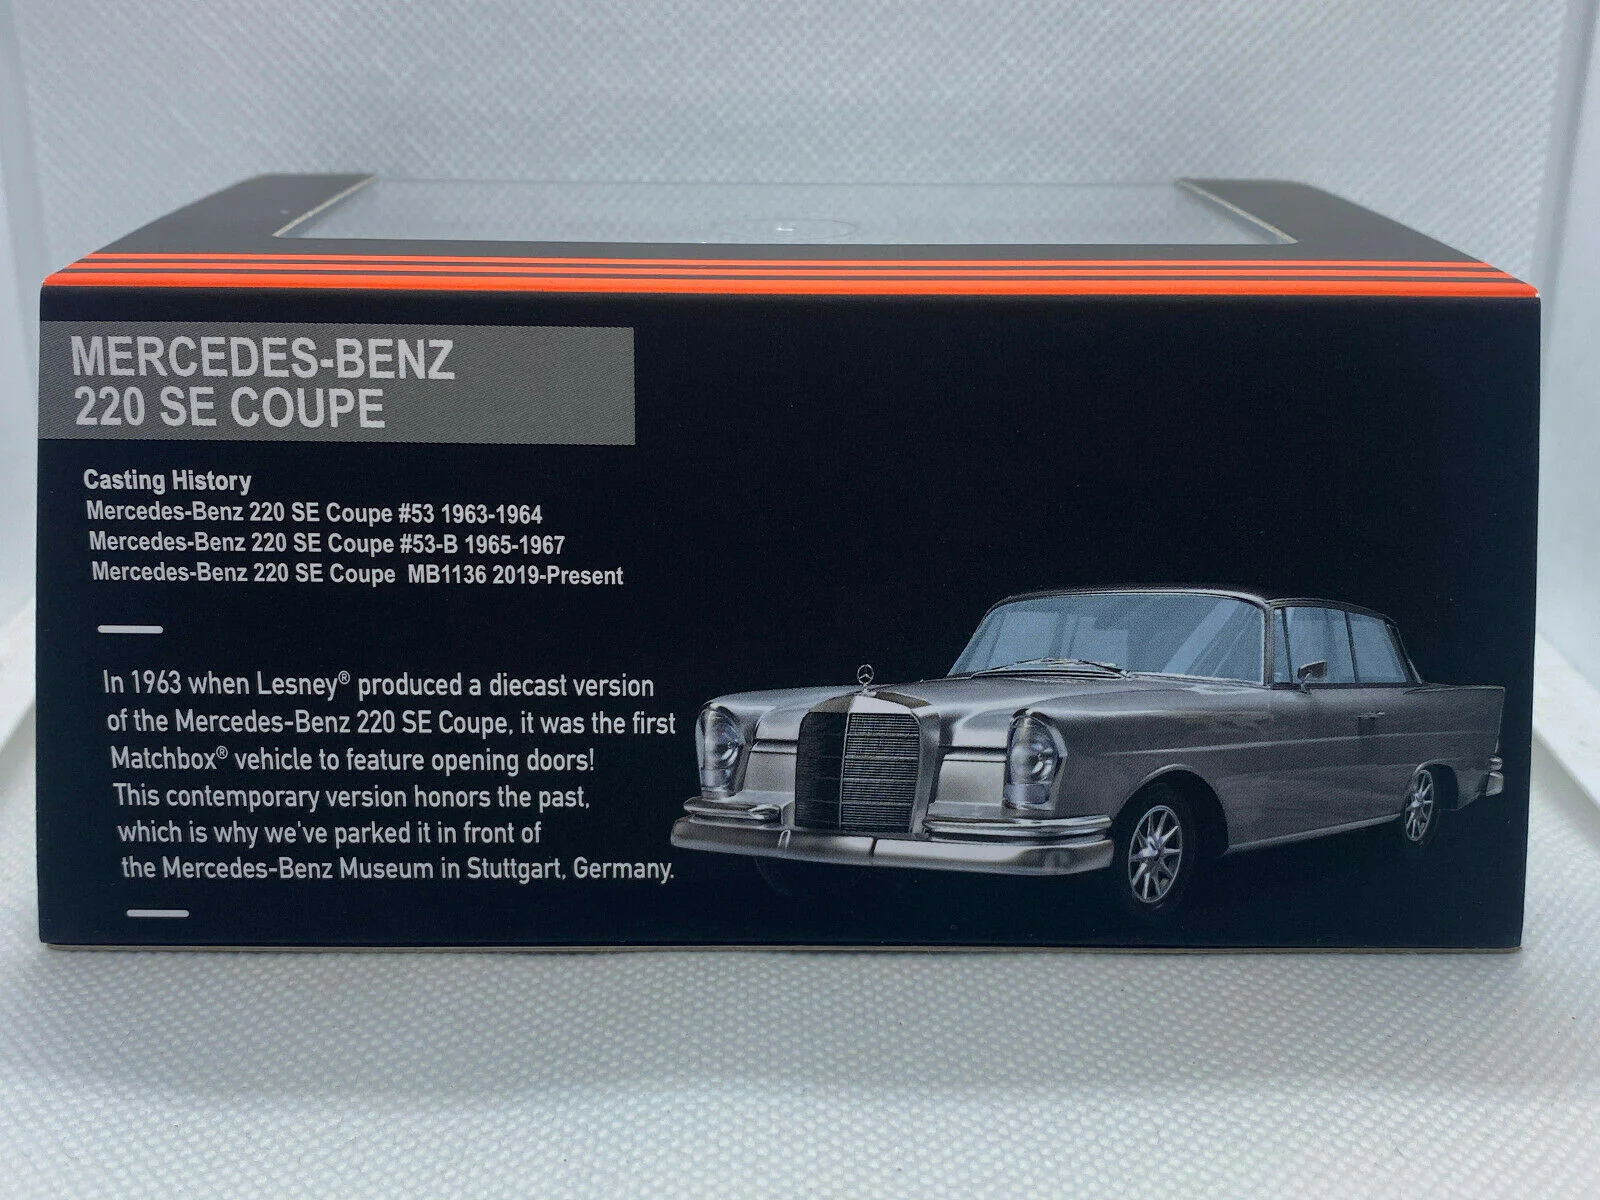 MERCEDES-BENZ
220 SE COUPE
Casting History
Mercedes-Benz 220 SE Coupe #53 1963-1964
Mercedes-Benz 220 SE Coupe #53-B 1965-1967
Mercedes-Benz 220 SE Coupe MB1136 2019-Present
In 1963 when Lesney® produced a diecast version
of the Mercedes-Benz 220 SE Coupe, it was the first
Matchbox® vehicle to feature opening doors!
This contemporary version honors the past,
which is why we've parked it in front of
the Mercedes-Benz Museum in Stuttgart, Germany.